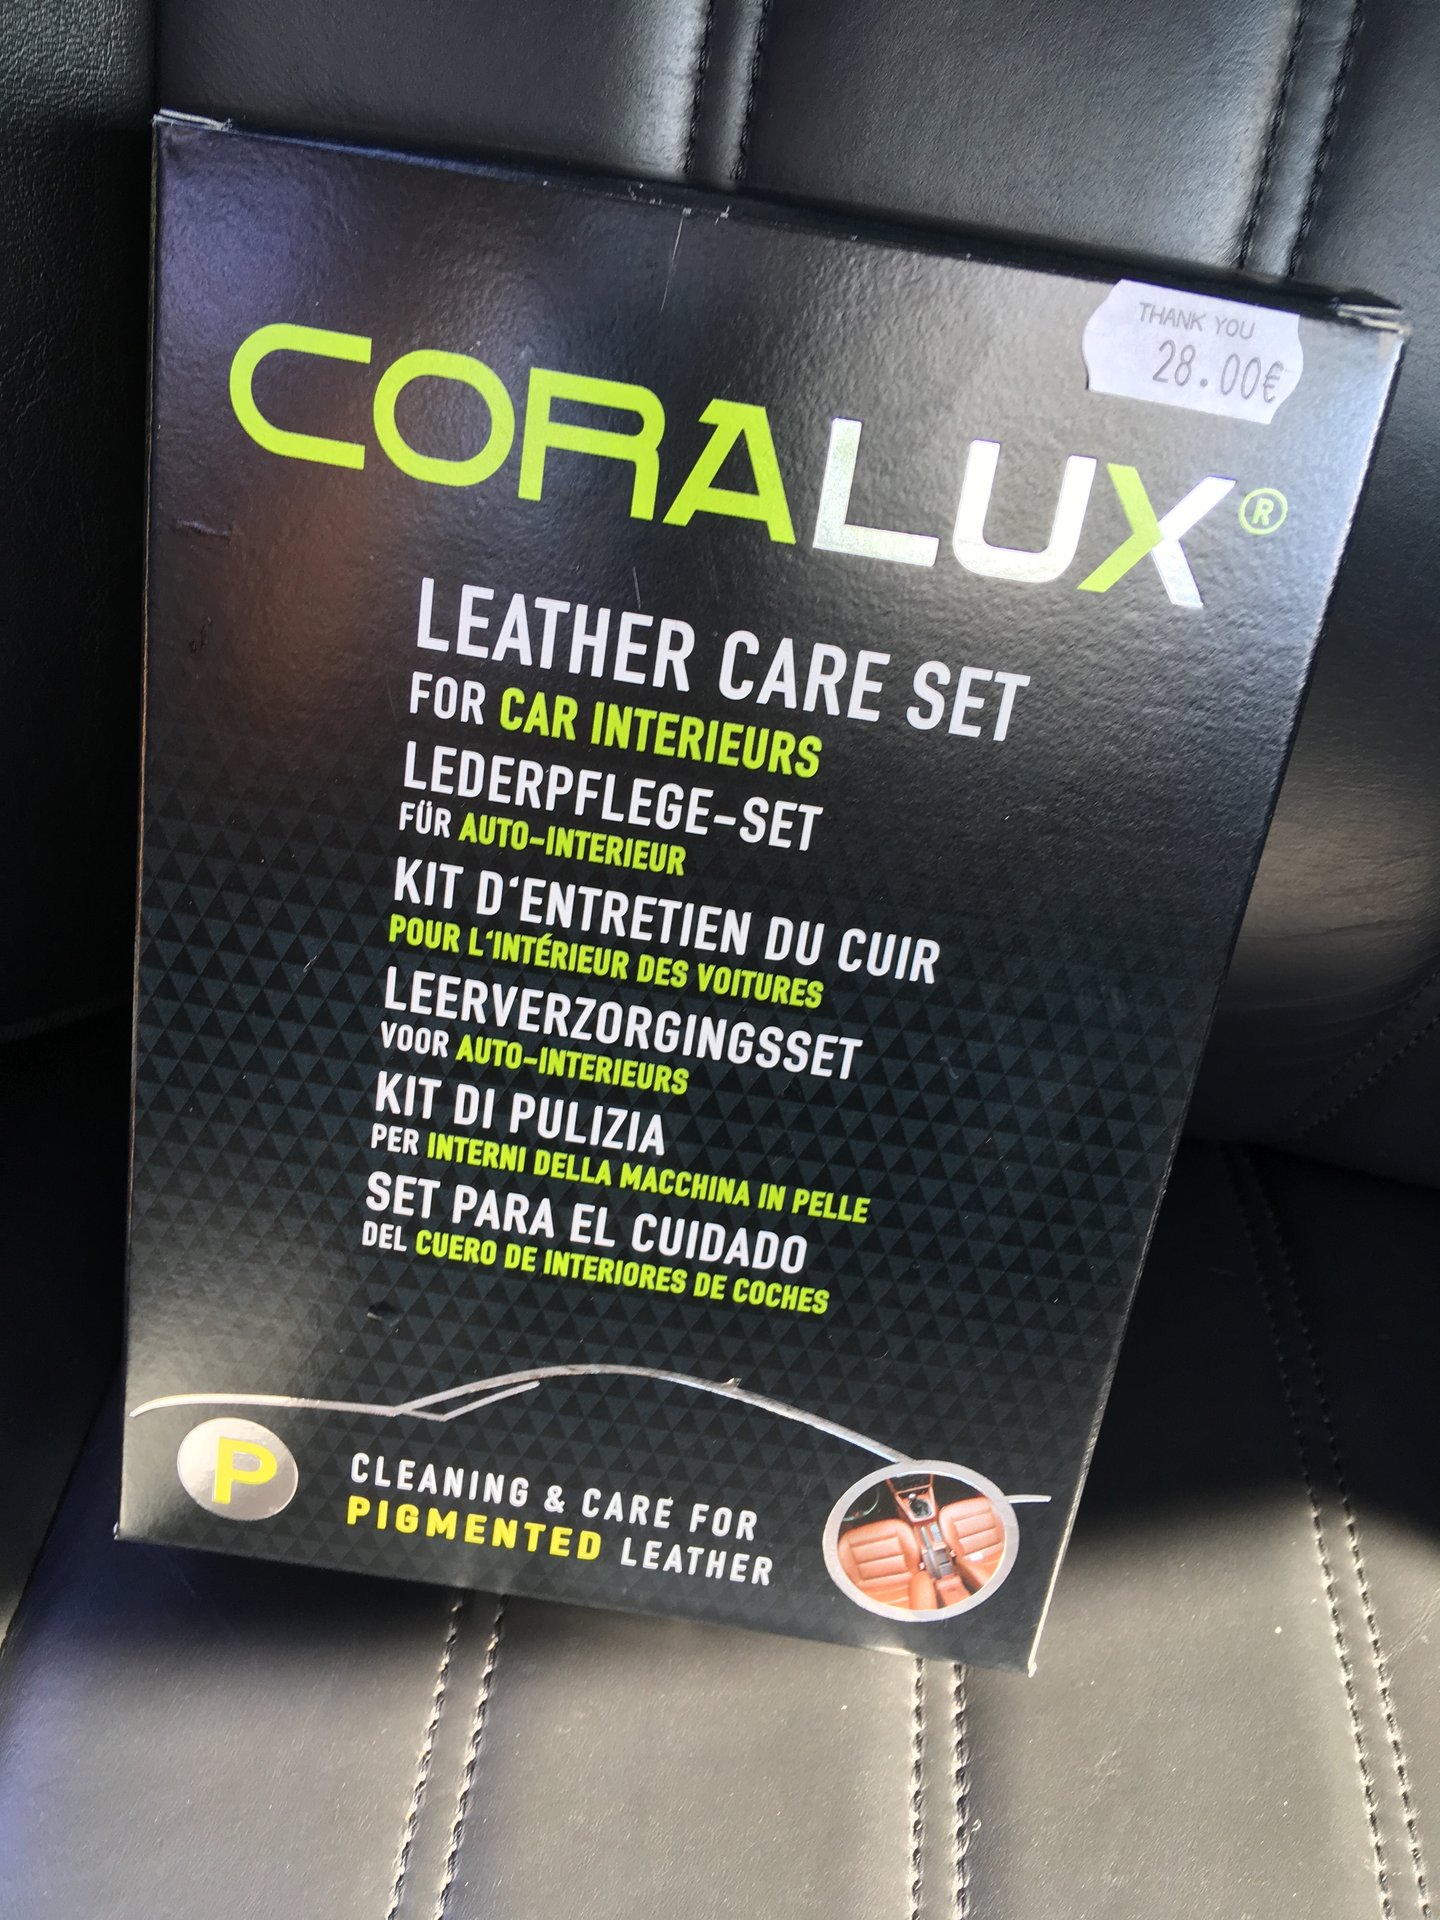 THANK YOU
28.00€
CORALUX®
LEATHER CARE SET
FOR CAR INTERIEURS
LEDERPFLEGE-SET
FÜR AUTO-INTERIEUR
KIT D‘ENTRETIEN DU CUIR
POUR L‘INTÉRIEUR DES VOITURES
LEERVERZORGINGSSET
VOOR AUTO-INTERIEURS
KIT DI PULIZIA
PER INTERNI DELLA MACCHINA IN PELLE
SET PARA EL CUIDADO
DEL CUERO DE INTERIORES DE COCHES
P
CLEANING & CARE FOR
PIGMENTED LEATHER